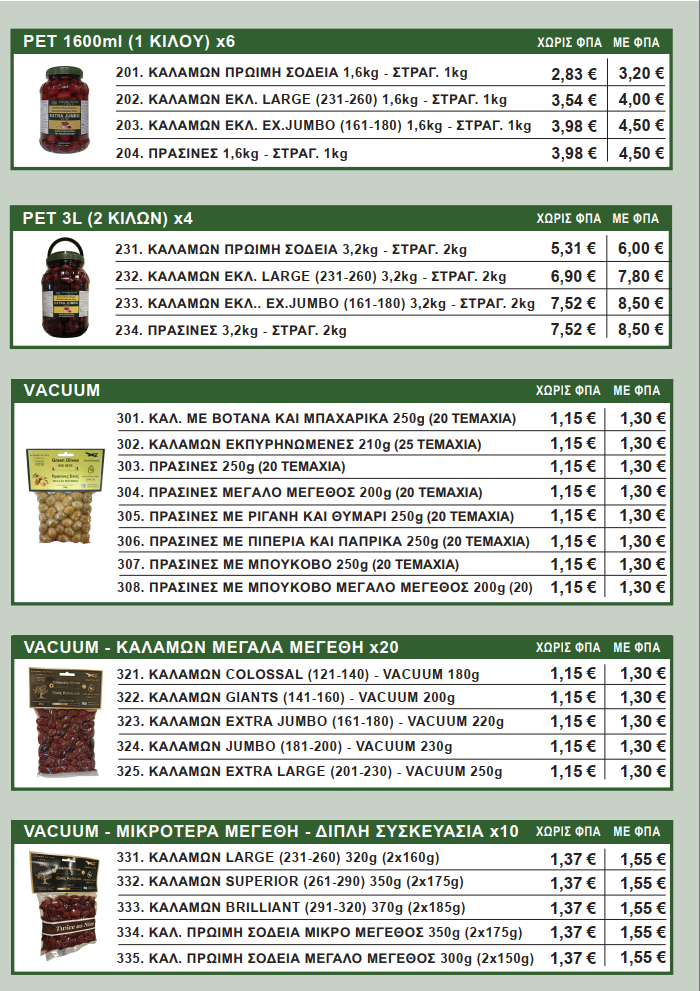 PET 1600ml (1 ΚΙΛΟΥ) x6 ΧΩΡΙΣ ΦΠΑ ΜΕ ΦΠΑ
201. ΚΑΛΑΜΩΝ ΠΡΩΙΜΗ ΣΟΔΕΙΑ 1,6kg - ΣΤΡΑΓ. 1kg 2,83 € 3,20 €
202. ΚΑΛΑΜΩΝ ΕΚΛ. LARGE (231-260) 1,6kg - ΣΤΡΑΓ. 1kg 3,54 € 4,00 €
203. ΚΑΛΑΜΩΝ ΕΚΛ. EX.JUMBO (161-180) 1,6kg - ΣΤΡΑΓ. 1kg 3,98 € 4,50 €
204. ΠΡΑΣΙΝΕΣ 1,6kg - ΣΤΡΑΓ. 1kg 3,98 € 4,50 €
EXTRA JUMBO
PET 3L (2 ΚΙΛΩΝ) x4 ΧΩΡΙΣ ΦΠΑ ΜΕ ΦΠΑ
231. ΚΑΛΑΜΩΝ ΠΡΩΙΜΗ ΣΟΔΕΙΑ 3,2kg - ΣΤΡΑΓ. 2kg 5,31 € 6,00 €
232. ΚΑΛΑΜΩΝ ΕΚΛ. LARGE (231-260) 3,2kg - ΣΤΡΑΓ. 2kg 6,90 € 7,80 €
233. ΚΑΛΑΜΩΝ ΕΚΛ.. EX.JUMBO (161-180) 3,2kg - ΣΤΡΑΓ. 2kg 7,52 € 8,50 €
234. ΠΡΑΣΙΝΕΣ 3,2kg - ΣΤΡΑΓ. 2kg 7,52 € 8,50 €
EXTRA JUMBO
VACUUM ΧΩΡΙΣ ΦΠΑ ΜΕ ΦΠΑ
301. ΚΑΛ. ΜΕ ΒΟΤΑΝΑ ΚΑΙ ΜΠΑΧΑΡΙΚΑ 250g (20 ΤΕΜΑΧΙΑ) 1,15 € 1,30 €
302. ΚΑΛΑΜΩΝ ΕΚΠΥΡΗΝΩΜΕΝΕΣ 210g (25 ΤΕΜΑΧΙΑ) 1,15 € 1,30 €
303. ΠΡΑΣΙΝΕΣ 250g (20 ΤΕΜΑΧΙΑ) 1,15 € 1,30 €
304. ΠΡΑΣΙΝΕΣ ΜΕΓΑΛΟ ΜΕΓΕΘΟΣ 200g (20 ΤΕΜΑΧΙΑ) 1,15 € 1,30 €
305. ΠΡΑΣΙΝΕΣ ΜΕ ΡΙΓΑΝΗ ΚΑΙ ΘΥΜΑΡΙ 250g (20 ΤΕΜΑΧΙΑ) 1,15 € 1,30 €
306. ΠΡΑΣΙΝΕΣ ΜΕ ΠΙΠΕΡΙΑ ΚΑΙ ΠΑΠΡΙΚΑ 250g (20 ΤΕΜΑΧΙΑ) 1,15 € 1,30 €
307. ΠΡΑΣΙΝΕΣ ΜΕ ΜΠΟΥΚΟΒΟ 250g (20 ΤΕΜΑΧΙΑ) 1,15 € 1,30 €
308. ΠΡΑΣΙΝΕΣ ΜΕ ΜΠΟΥΚΟΒΟ ΜΕΓΑΛΟ ΜΕΓΕΘΟΣ 200g (20) 1,15 € 1,30 €
Green Olives
Πράσινες Ελιές
VACUUM - ΚΑΛΑΜΩΝ ΜΕΓΑΛΑ ΜΕΓΕΘΗ x20 ΧΩΡΙΣ ΦΠΑ ΜΕ ΦΠΑ
321. ΚΑΛΑΜΩΝ COLOSSAL (121-140) - VACUUM 180g 1,15 € 1,30 €
322. ΚΑΛΑΜΩΝ GIANTS (141-160) - VACUUM 200g 1,15 € 1,30 €
323. ΚΑΛΑΜΩΝ EXTRA JUMBO (161-180) - VACUUM 220g 1,15 € 1,30 €
324. ΚΑΛΑΜΩΝ JUMBO (181-200) - VACUUM 230g 1,15 € 1,30 €
325. ΚΑΛΑΜΩΝ EXTRA LARGE (201-230) - VACUUM 250g 1,15 € 1,30 €
VACUUM - ΜΙΚΡΟΤΕΡΑ ΜΕΓΕΘΗ - ΔΙΠΛΗ ΣΥΣΚΕΥΑΣΙΑ x10 ΧΩΡΙΣ ΦΠΑ ΜΕ ΦΠΑ
331. ΚΑΛΑΜΩΝ LARGE (231-260) 320g (2x160g) 1,37 € 1,55 €
332. ΚΑΛΑΜΩΝ SUPERIOR (261-290) 350g (2x175g) 1,37 € 1,55 €
333. ΚΑΛΑΜΩΝ BRILLIANT (291-320) 370g (2x185g) 1,37 € 1,55 €
334. ΚΑΛ. ΠΡΩΙΜΗ ΣΟΔΕΙΑ ΜΙΚΡΟ ΜΕΓΕΘΟΣ 350g (2x175g) 1,37 € 1,55 €
335. ΚΑΛ. ΠΡΩΙΜΗ ΣΟΔΕΙΑ ΜΕΓΑΛΟ ΜΕΓΕΘΟΣ 300g (2x150g) 1,37 € 1,55 €
Twice as Nice